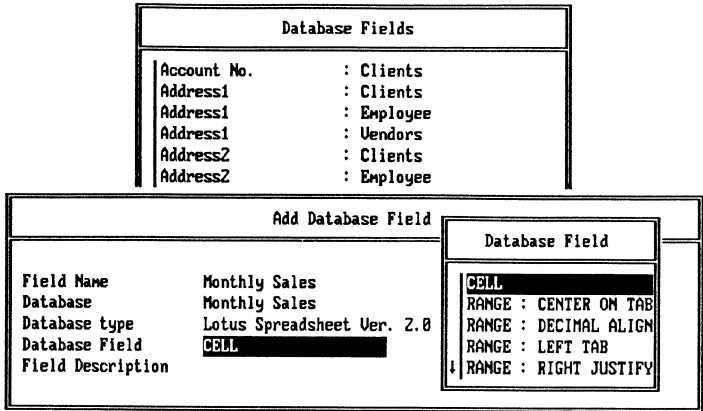 Database Fields
Account No. : Clients
Address1 : Clients
Address1 : Employee
Address1 : Vendors
Address2 : Clients
Address2 : Employee
Add Database Field
Field Name Monthly Sales
Database Monthly Sales
Database type Lotus Spreadsheet Ver. 2.0
Database Field CELL
Field Description
Database Field
CELL
RANGE : CENTER ON TAB
RANGE : DECIMAL ALIGN
RANGE : LEFT TAB
↓ RANGE : RIGHT JUSTIFY